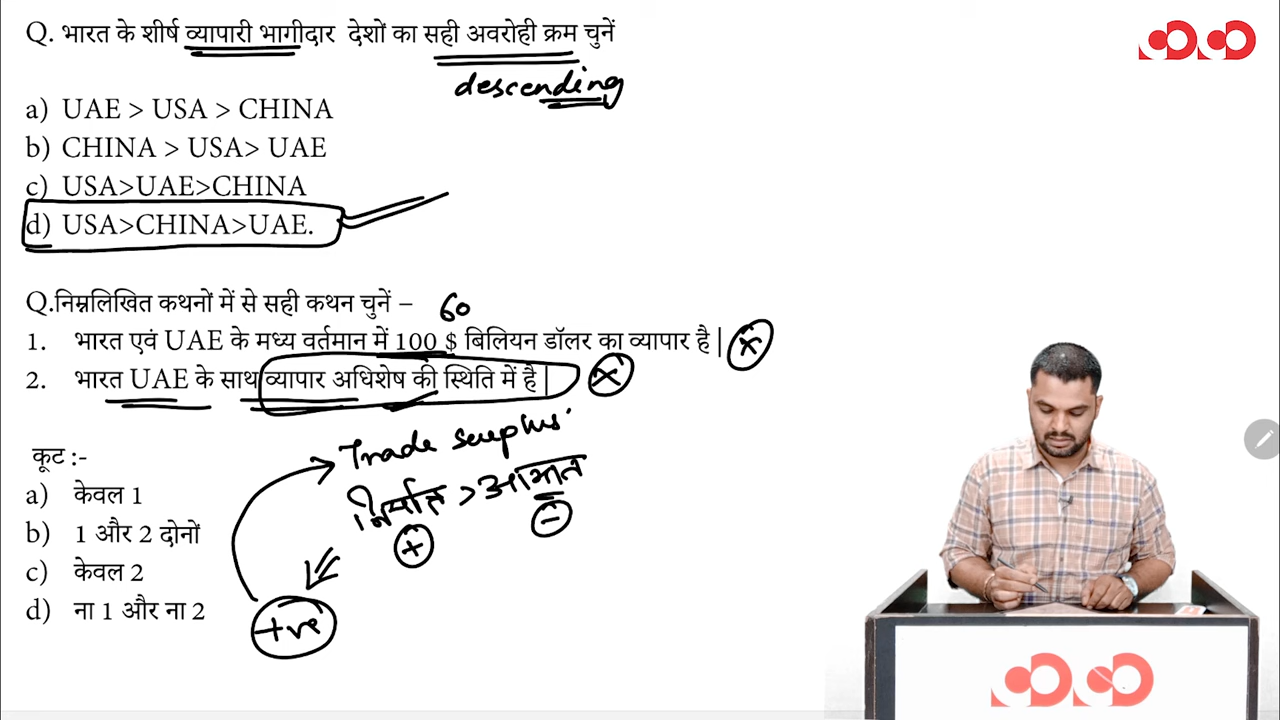 Q. भारत के शीर्ष व्यापारी भागीदार देशों का सही अवरोही क्रम चुनें
descending
a) UAE > USA > CHINA
b) CHINA > USA> UAE
c) USA>UAE>CHINA
d) USA>CHINA>UAE.
Q.निम्नलिखित कथनों में से सही कथन चुनें –
60
1. भारत एवं UAE के मध्य वर्तमान में 100 $ बिलियन डॉलर का व्यापार है|
2. भारत UAE के साथ व्यापार अधिशेष की स्थिति में है|
Trade surplus
निर्यात > आयात
+ −
+ve
कूट :-
a) केवल 1
b) 1 और 2 दोनों
c) केवल 2
d) ना 1 और ना 2